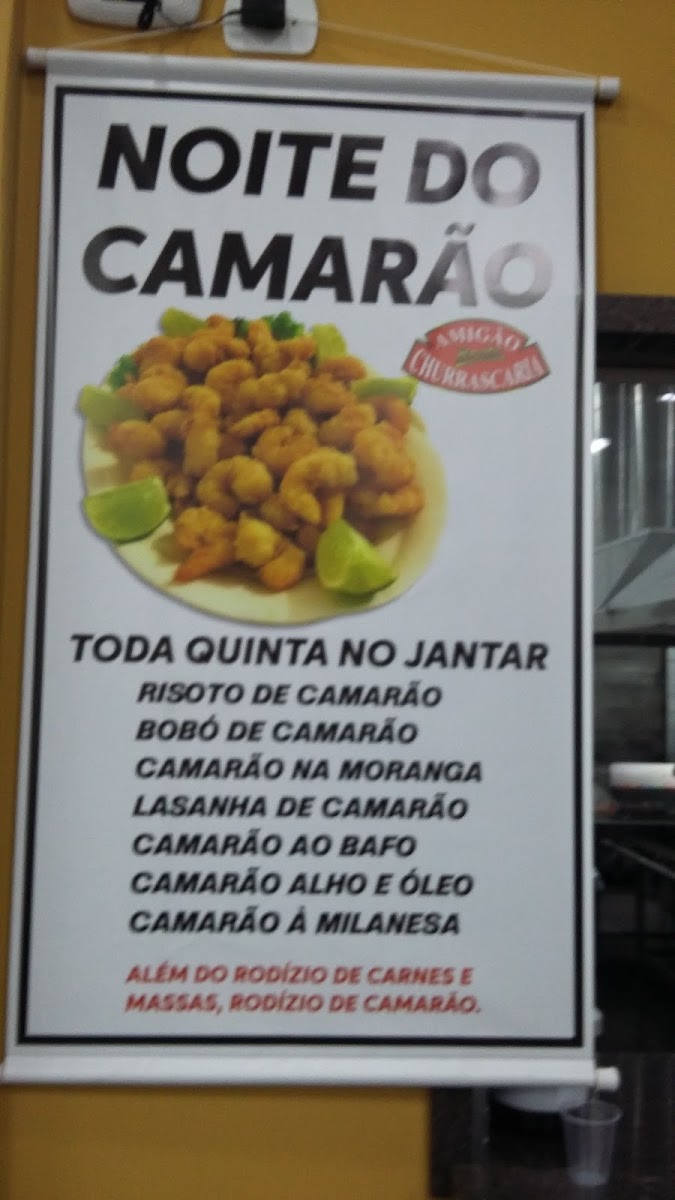 NOITE DO
CAMARÃO
AMIGÃO
CHURRASCARIA
TODA QUINTA NO JANTAR
RISOTO DE CAMARÃO
BOBÓ DE CAMARÃO
CAMARÃO NA MORANGA
LASANHA DE CAMARÃO
CAMARÃO AO BAFO
CAMARÃO ALHO E ÓLEO
CAMARÃO À MILANESA
ALÉM DO RODÍZIO DE CARNES E
MASSAS, RODÍZIO DE CAMARÃO.